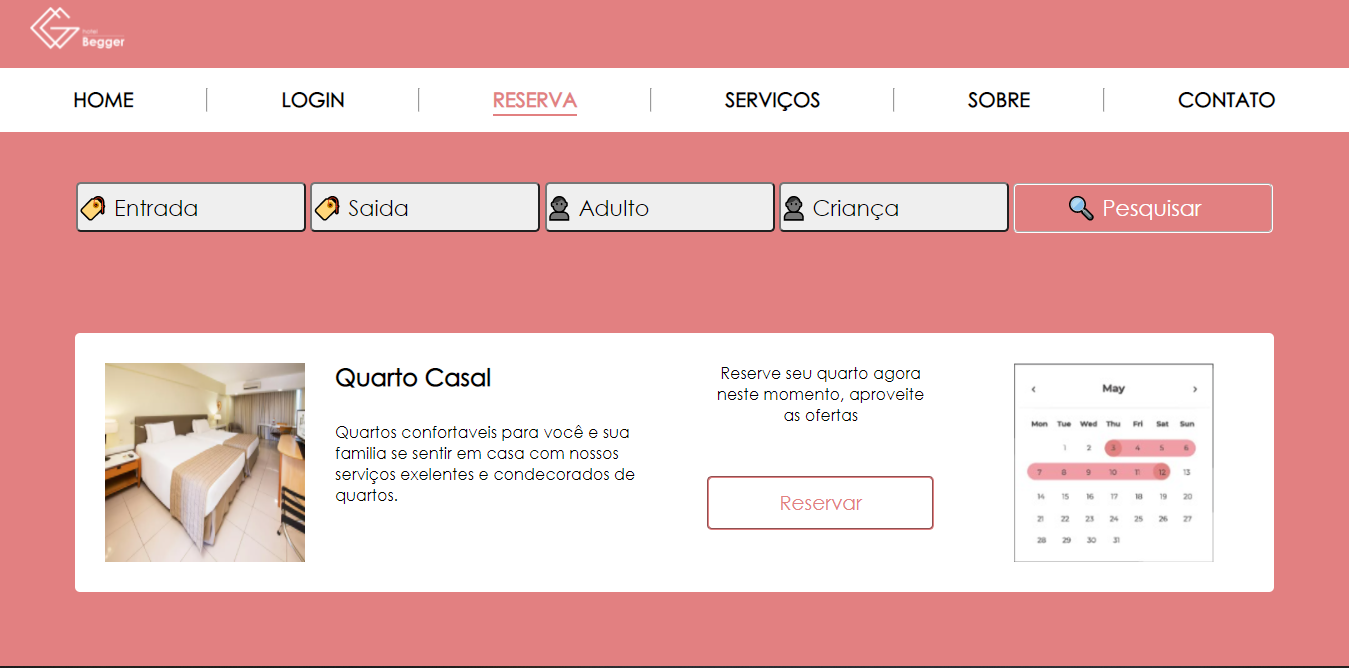 hotel
Begger
HOME
LOGIN
RESERVA
SERVIÇOS
SOBRE
CONTATO
Entrada
Saida
Adulto
Criança
Pesquisar
Quarto Casal
Quartos confortaveis para você e sua
familia se sentir em casa com nossos
serviços exelentes e condecorados de
quartos.
Reserve seu quarto agora
neste momento, aproveite
as ofertas
Reservar
‹ May ›
Mon Tue Wed Thu Fri Sat Sun
1 2 3 4 5 6
7 8 9 10 11 12 13
14 15 16 17 18 19 20
21 22 23 24 25 26 27
28 29 30 31